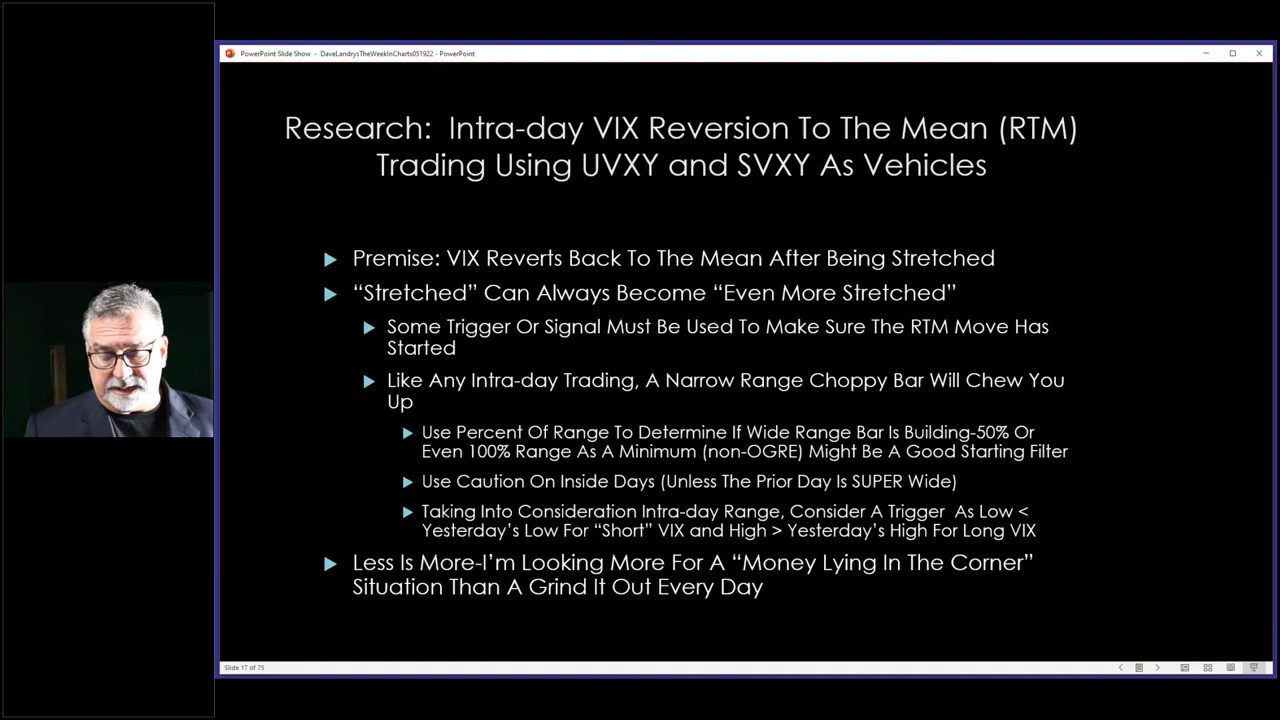 PowerPoint Slide Show - DaveLandrysTheWeekInCharts051922 - PowerPoint
Research: Intra-day VIX Reversion To The Mean (RTM)
Trading Using UVXY and SVXY As Vehicles
Premise: VIX Reverts Back To The Mean After Being Stretched
“Stretched” Can Always Become “Even More Stretched”
Some Trigger Or Signal Must Be Used To Make Sure The RTM Move Has
Started
Like Any Intra-day Trading, A Narrow Range Choppy Bar Will Chew You
Up
Use Percent Of Range To Determine If Wide Range Bar Is Building-50% Or
Even 100% Range As A Minimum (non-OGRE) Might Be A Good Starting Filter
Use Caution On Inside Days (Unless The Prior Day Is SUPER Wide)
Taking Into Consideration Intra-day Range, Consider A Trigger As Low <
Yesterday’s Low For “Short” VIX and High > Yesterday’s High For Long VIX
Less Is More-I’m Looking More For A “Money Lying In The Corner”
Situation Than A Grind It Out Every Day
Slide 17 of 75